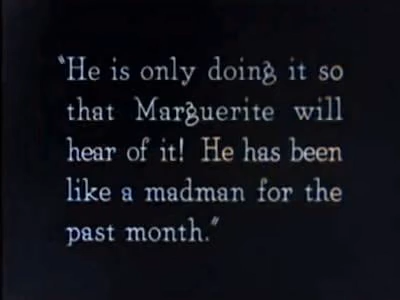 "He is only doing it so
that Marguerite will
hear of it! He has been
like a madman for the
past month."